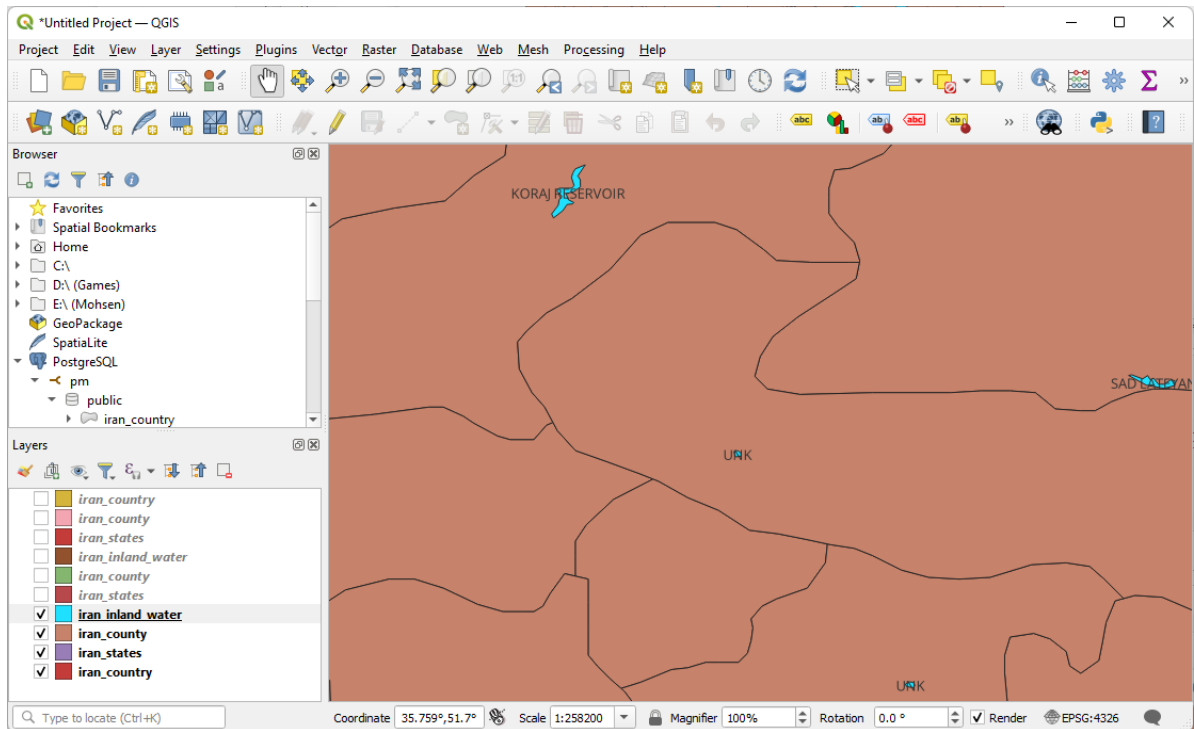 *Untitled Project — QGIS
Project Edit View Layer Settings Plugins Vector Raster Database Web Mesh Processing Help
Browser
Favorites
Spatial Bookmarks
Home
C:\
D:\ (Games)
E:\ (Mohsen)
GeoPackage
SpatiaLite
PostgreSQL
pm
public
iran_country
Layers
iran_country
iran_county
iran_states
iran_inland_water
iran_county
iran_states
iran_inland_water
iran_county
iran_states
iran_country
KORAJ RESERVOIR
SAD LATEYAN
UNK
UNK
Type to locate (Ctrl+K)
Coordinate 35.759°,51.7° Scale 1:258200 Magnifier 100% Rotation 0.0 ° Render EPSG:4326